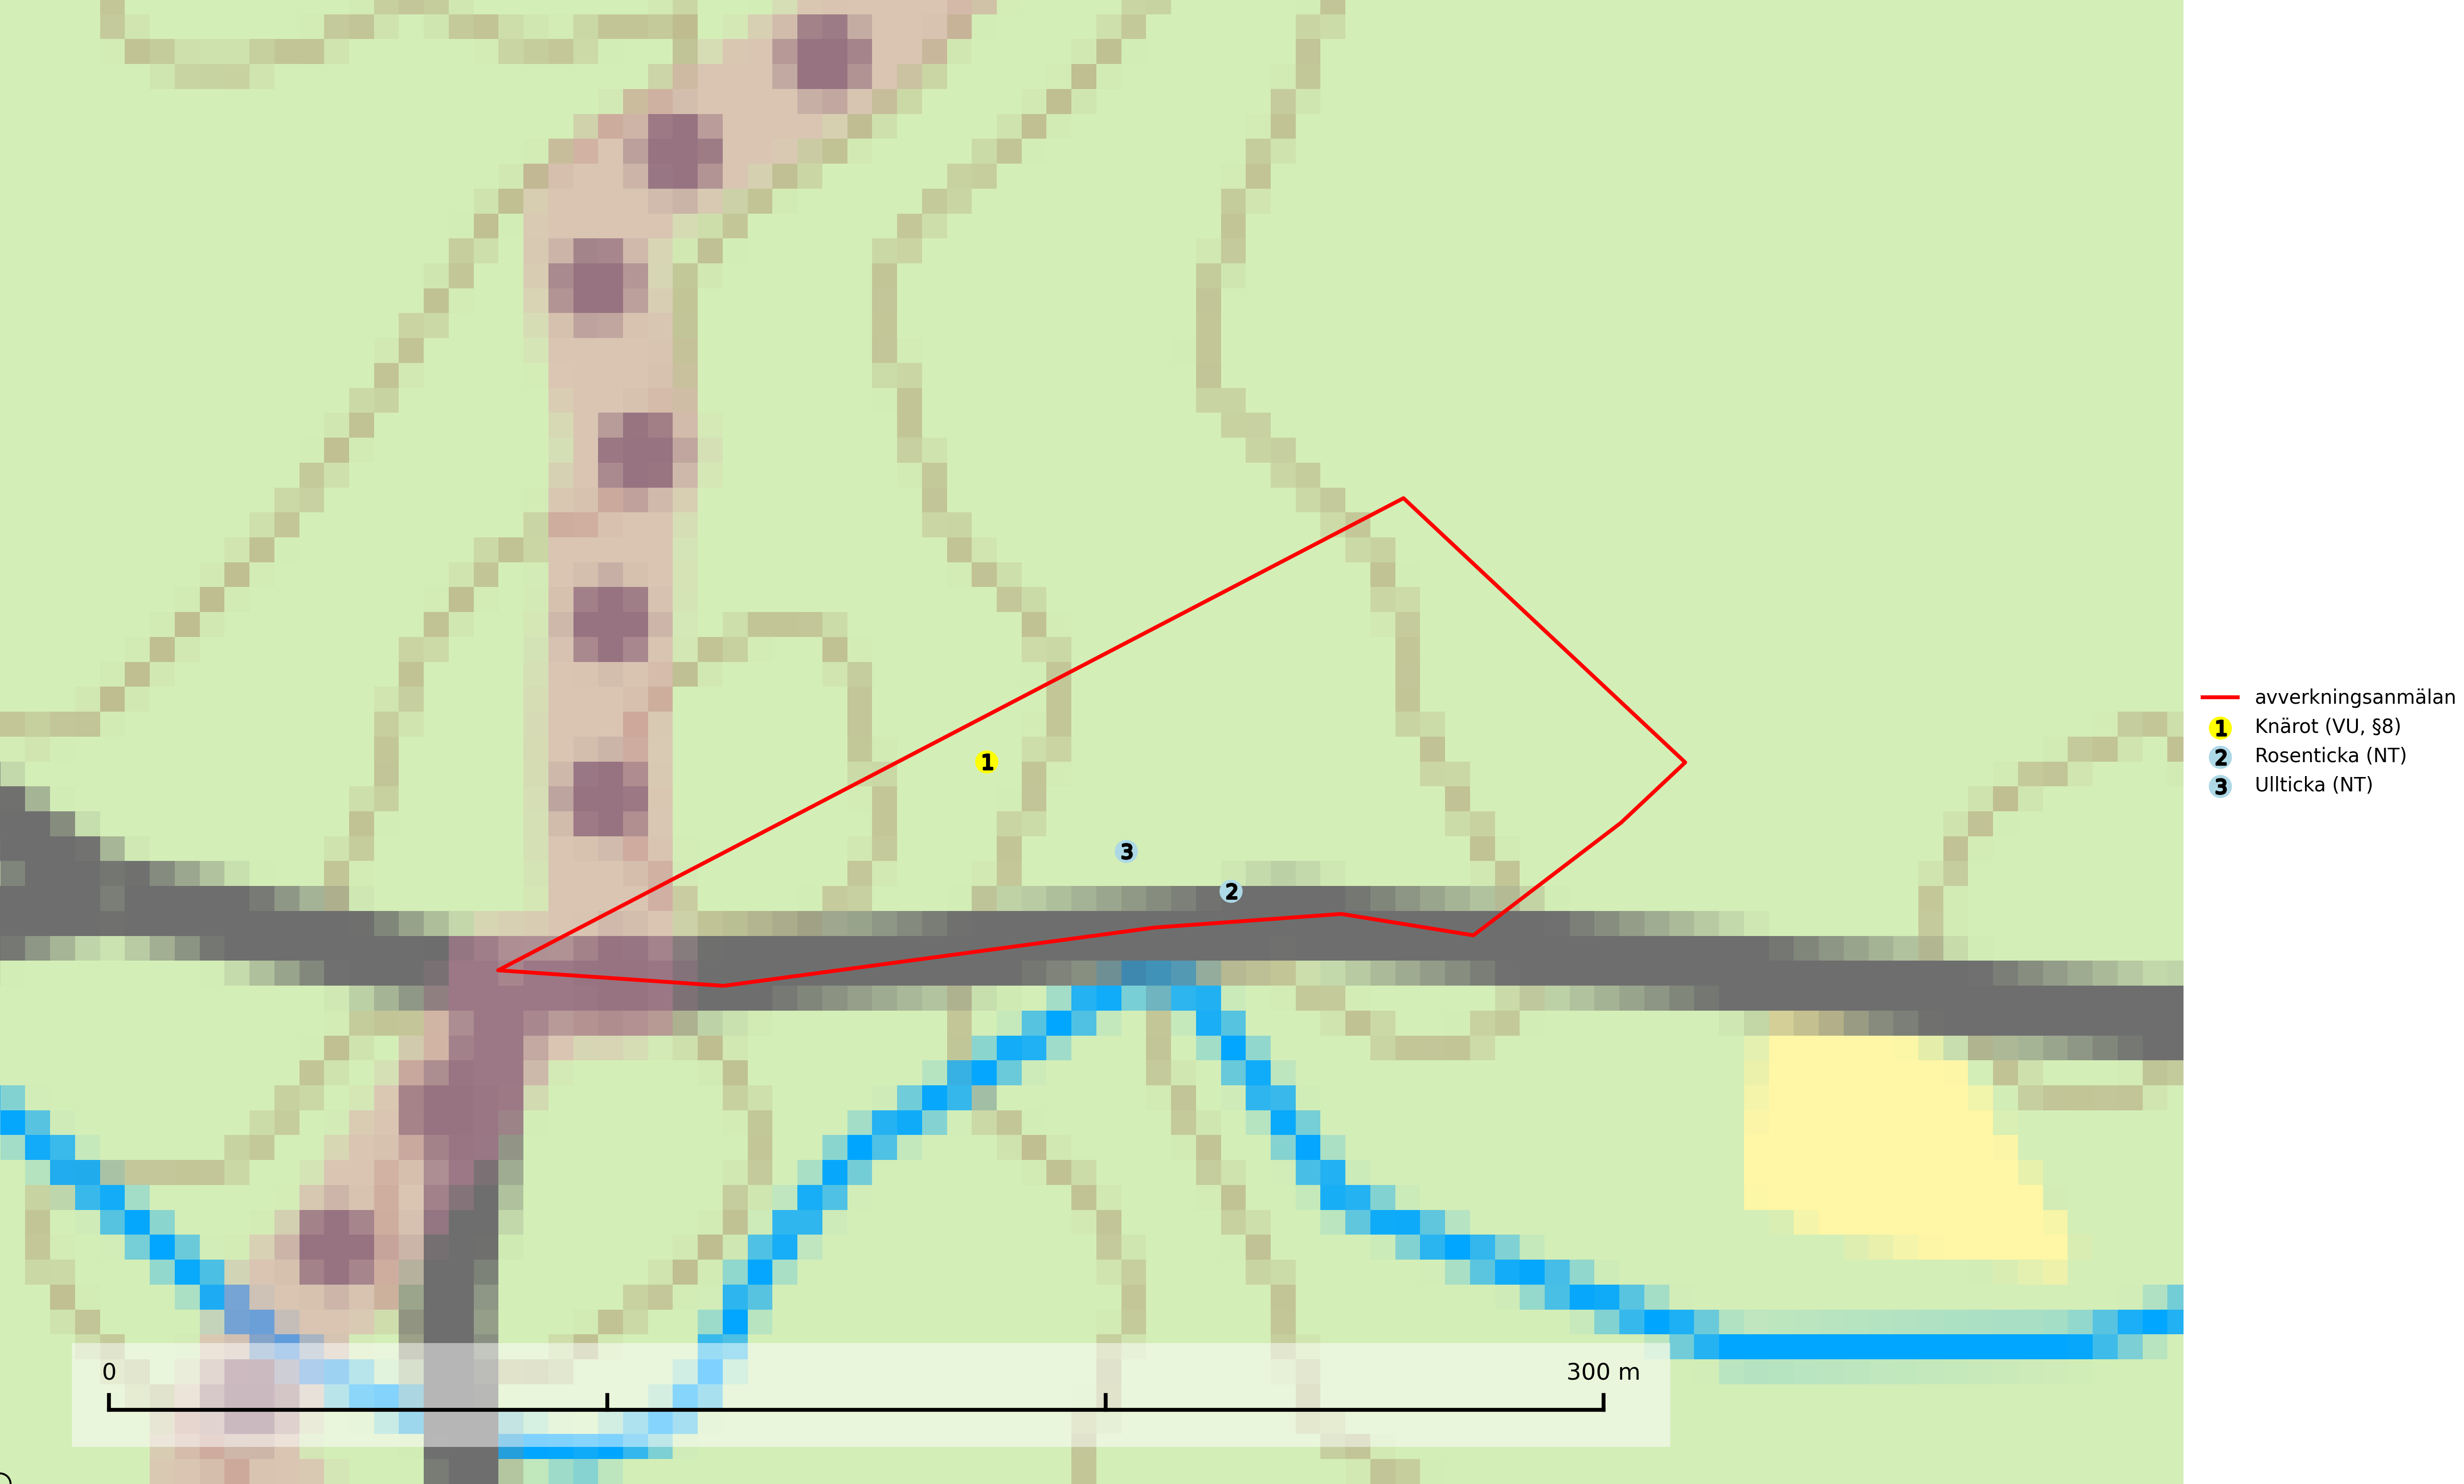 1
3
2
avverkningsanmälan
1 Knärot (VU, §8)
2 Rosenticka (NT)
3 Ullticka (NT)
0 300 m